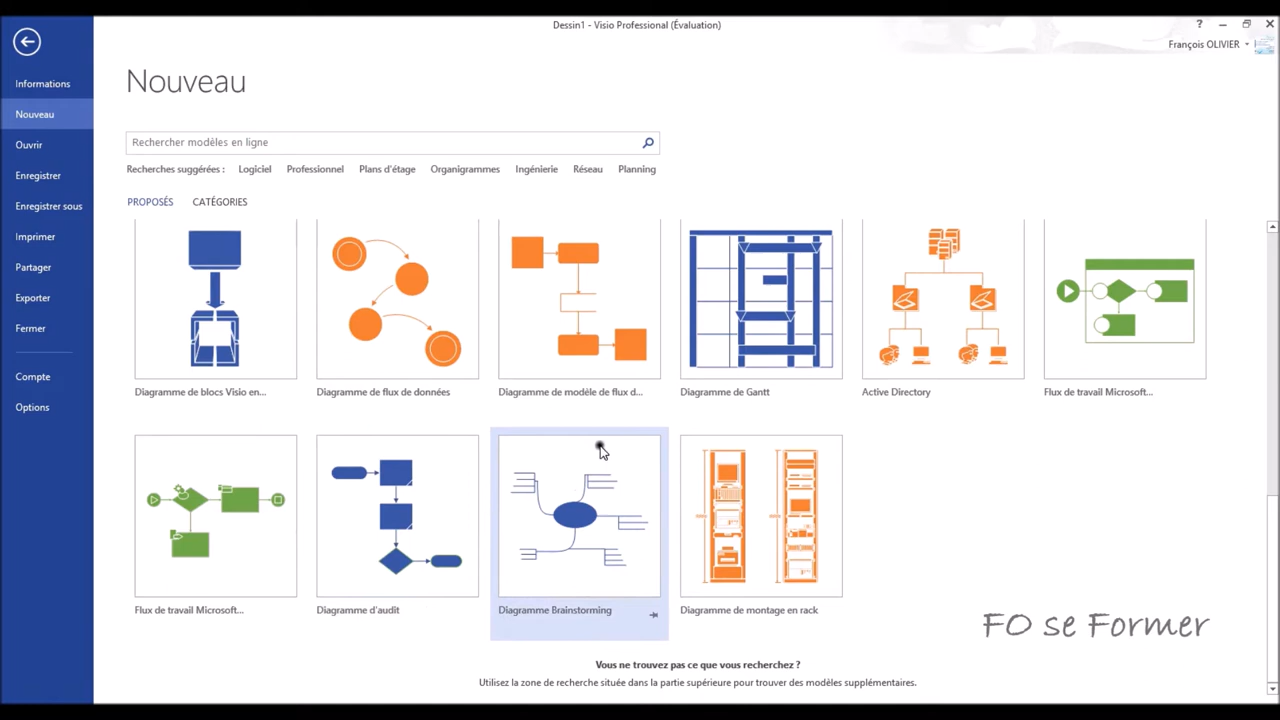 Dessin1 - Visio Professional (Évaluation)
?
François OLIVIER
Informations
Nouveau
Ouvrir
Enregistrer
Enregistrer sous
Imprimer
Partager
Exporter
Fermer
Compte
Options
Nouveau
Rechercher modèles en ligne
Recherches suggérées : Logiciel Professionnel Plans d'étage Organigrammes Ingénierie Réseau Planning
PROPOSÉS CATÉGORIES
Diagramme de blocs Visio en... Diagramme de flux de données Diagramme de modèle de flux d... Diagramme de Gantt Active Directory Flux de travail Microsoft...
Flux de travail Microsoft... Diagramme d'audit Diagramme Brainstorming Diagramme de montage en rack
FO se Former
Vous ne trouvez pas ce que vous recherchez ?
Utilisez la zone de recherche située dans la partie supérieure pour trouver des modèles supplémentaires.